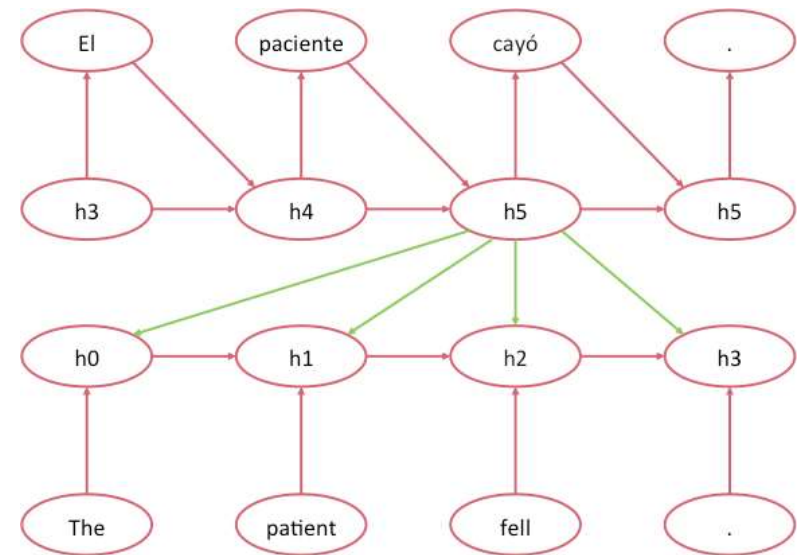 El paciente cayó .
h3 h4 h5 h5
h0 h1 h2 h3
The patient fell .